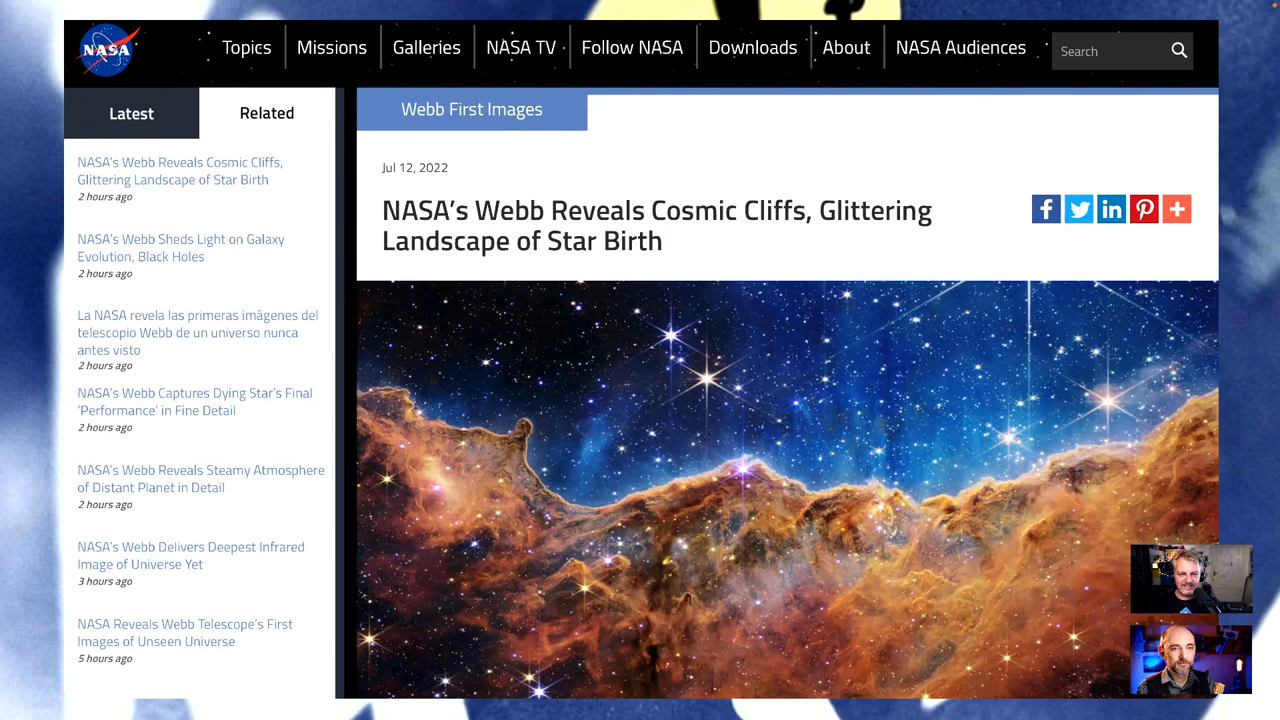 NASA
Topics
Missions
Galleries
NASA TV
Follow NASA
Downloads
About
NASA Audiences
Search
Latest
Related
NASA's Webb Reveals Cosmic Cliffs,
Glittering Landscape of Star Birth
2 hours ago
NASA's Webb Sheds Light on Galaxy
Evolution, Black Holes
2 hours ago
La NASA revela las primeras imágenes del
telescopio Webb de un universo nunca
antes visto
2 hours ago
NASA's Webb Captures Dying Star's Final
'Performance' in Fine Detail
2 hours ago
NASA's Webb Reveals Steamy Atmosphere
of Distant Planet in Detail
2 hours ago
NASA's Webb Delivers Deepest Infrared
Image of Universe Yet
3 hours ago
NASA Reveals Webb Telescope's First
Images of Unseen Universe
5 hours ago
Webb First Images
Jul 12, 2022
NASA's Webb Reveals Cosmic Cliffs, Glittering
Landscape of Star Birth